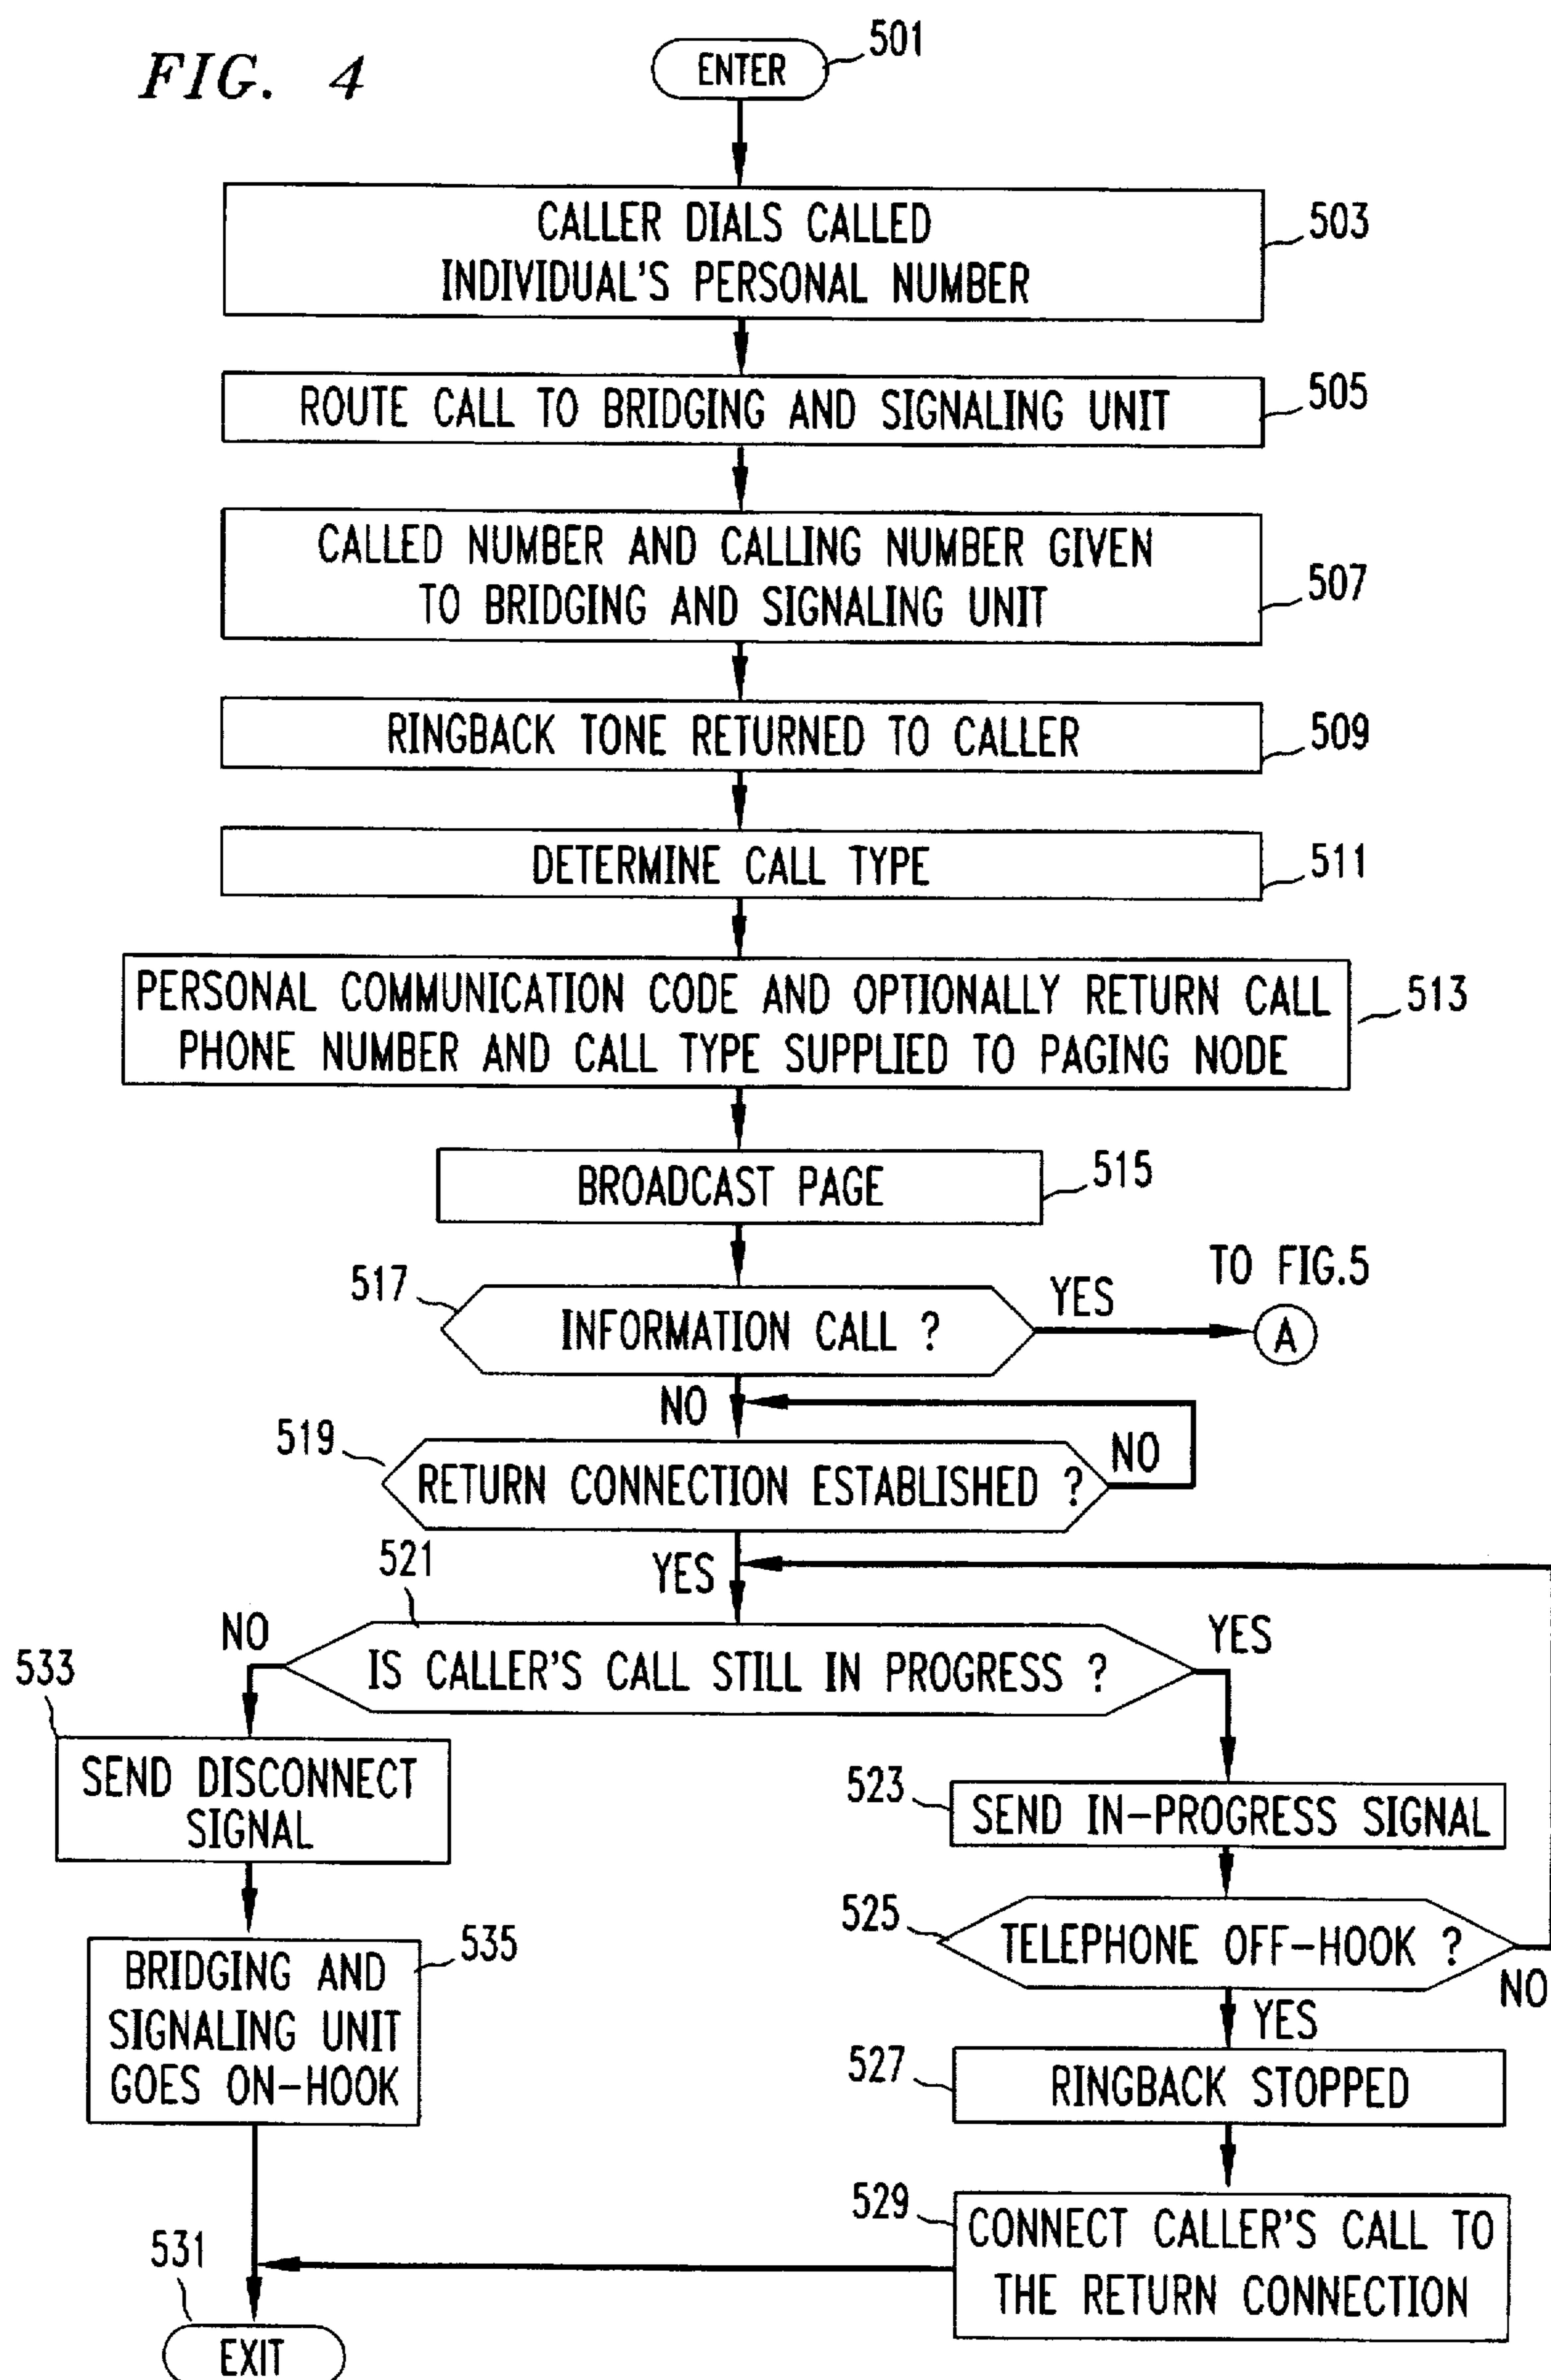 FIG. 4
ENTER
501
CALLER DIALS CALLED
INDIVIDUAL'S PERSONAL NUMBER
503
ROUTE CALL TO BRIDGING AND SIGNALING UNIT
505
CALLED NUMBER AND CALLING NUMBER GIVEN
TO BRIDGING AND SIGNALING UNIT
507
RINGBACK TONE RETURNED TO CALLER
509
DETERMINE CALL TYPE
511
PERSONAL COMMUNICATION CODE AND OPTIONALLY RETURN CALL
PHONE NUMBER AND CALL TYPE SUPPLIED TO PAGING NODE
513
BROADCAST PAGE
515
TO FIG.5
517
INFORMATION CALL ?
YES
A
NO
519
RETURN CONNECTION ESTABLISHED ?
NO
YES
521
IS CALLER'S CALL STILL IN PROGRESS ?
NO
YES
533
SEND DISCONNECT
SIGNAL
523
SEND IN-PROGRESS SIGNAL
525
TELEPHONE OFF-HOOK ?
NO
YES
535
BRIDGING AND
SIGNALING UNIT
GOES ON-HOOK
527
RINGBACK STOPPED
529
CONNECT CALLER'S CALL TO
THE RETURN CONNECTION
531
EXIT